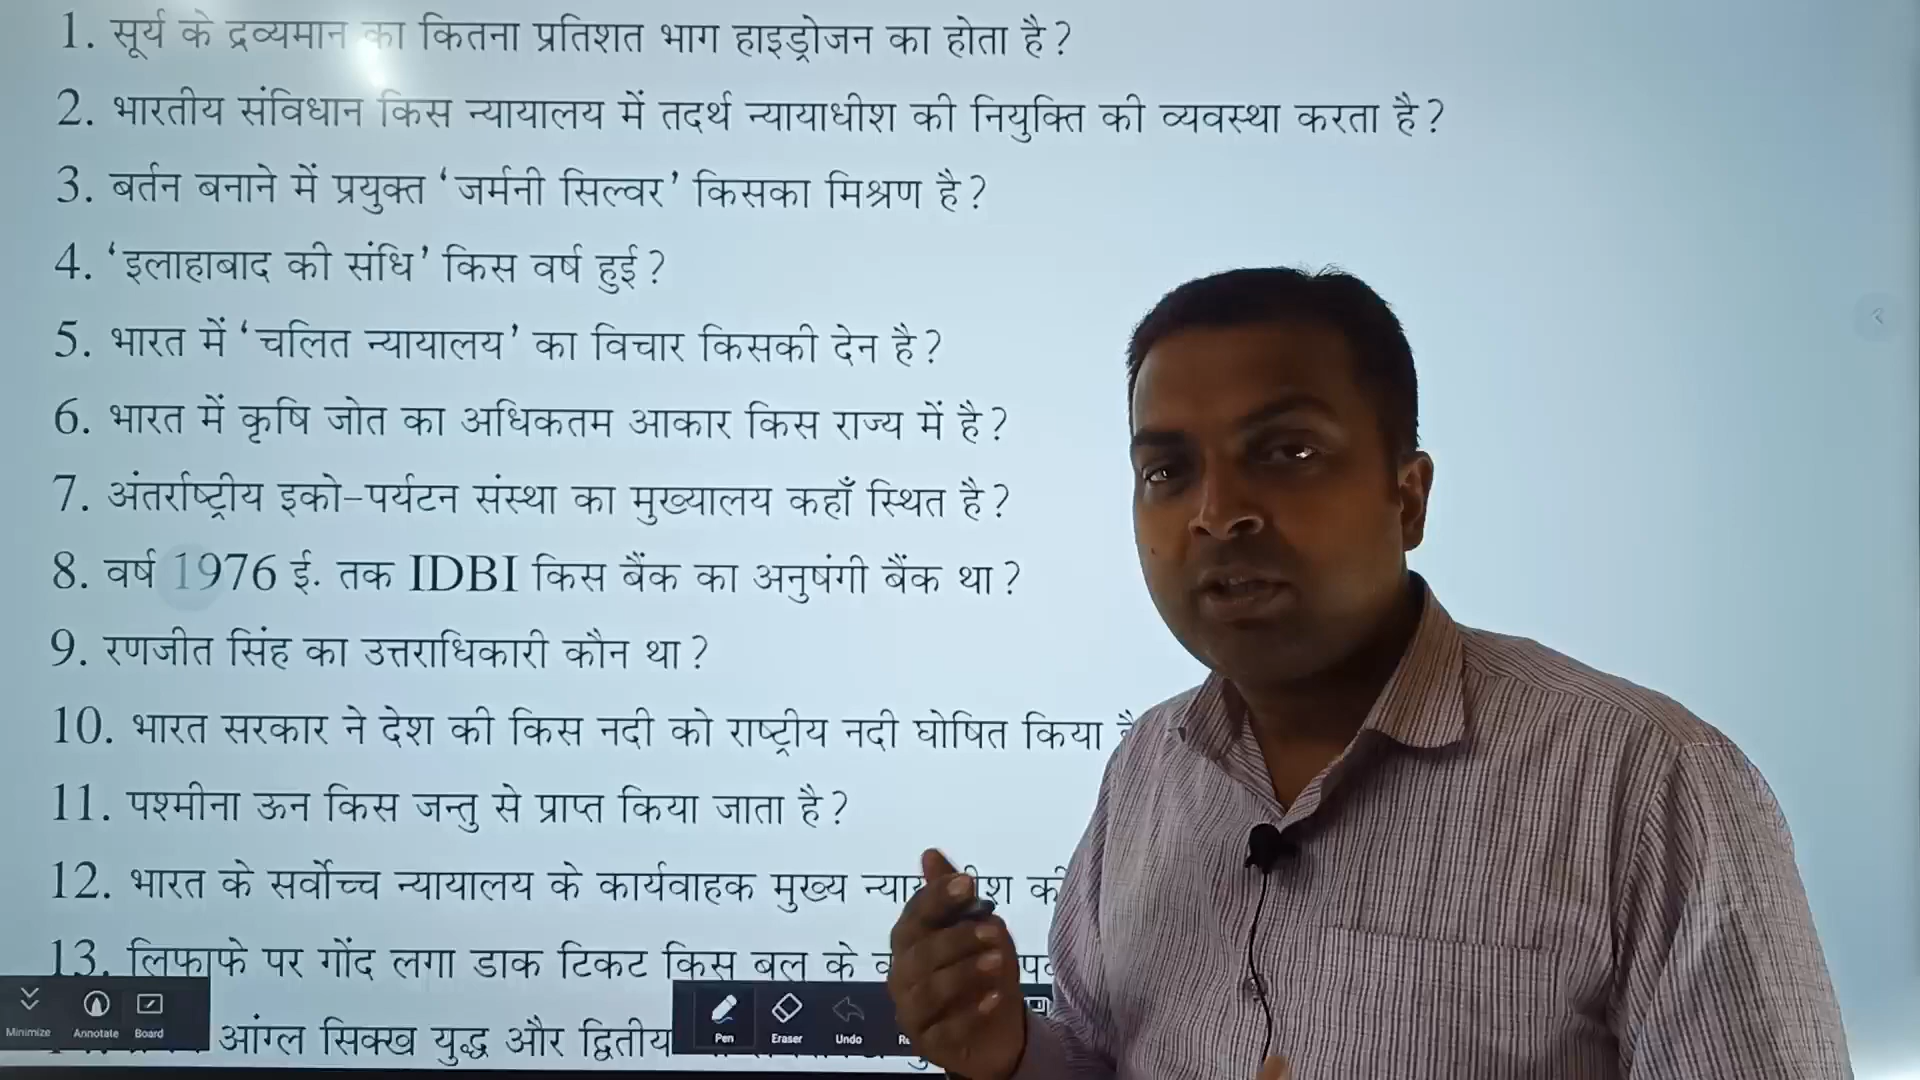 1. सूर्य के द्रव्यमान का कितना प्रतिशत भाग हाइड्रोजन का होता है?
2. भारतीय संविधान किस न्यायालय में तदर्थ न्यायाधीश की नियुक्ति की व्यवस्था करता है?
3. बर्तन बनाने में प्रयुक्त ‘जर्मनी सिल्वर’ किसका मिश्रण है?
4. ‘इलाहाबाद की संधि’ किस वर्ष हुई?
5. भारत में ‘चलित न्यायालय’ का विचार किसकी देन है?
6. भारत में कृषि जोत का अधिकतम आकार किस राज्य में है?
7. अंतर्राष्ट्रीय इको-पर्यटन संस्था का मुख्यालय कहाँ स्थित है?
8. वर्ष 1976 ई. तक IDBI किस बैंक का अनुषंगी बैंक था?
9. रणजीत सिंह का उत्तराधिकारी कौन था?
10. भारत सरकार ने देश की किस नदी को राष्ट्रीय नदी घोषित किया है
11. पश्मीना ऊन किस जन्तु से प्राप्त किया जाता है?
12. भारत के सर्वोच्च न्यायालय के कार्यवाहक मुख्य
13. लिफाफे पर गोंद लगा डाक टिकट किस बल के
आंग्ल सिक्ख युद्ध और द्वितीय
Minimize Annotate Board Pen Eraser Undo